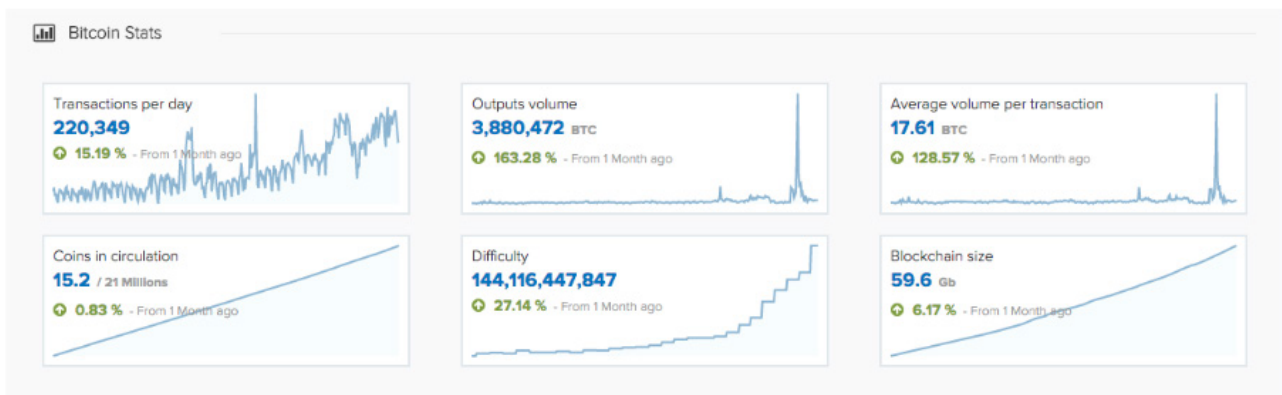 Bitcoin Stats
Transactions per day
220,349
15.19 % - From 1 Month ago
Outputs volume
3,880,472 BTC
163.28 % - From 1 Month ago
Average volume per transaction
17.61 BTC
128.57 % - From 1 Month ago
Coins in circulation
15.2 / 21 Millions
0.83 % - From 1 Month ago
Difficulty
144,116,447,847
27.14 % - From 1 Month ago
Blockchain size
59.6 Gb
6.17 % - From 1 Month ago